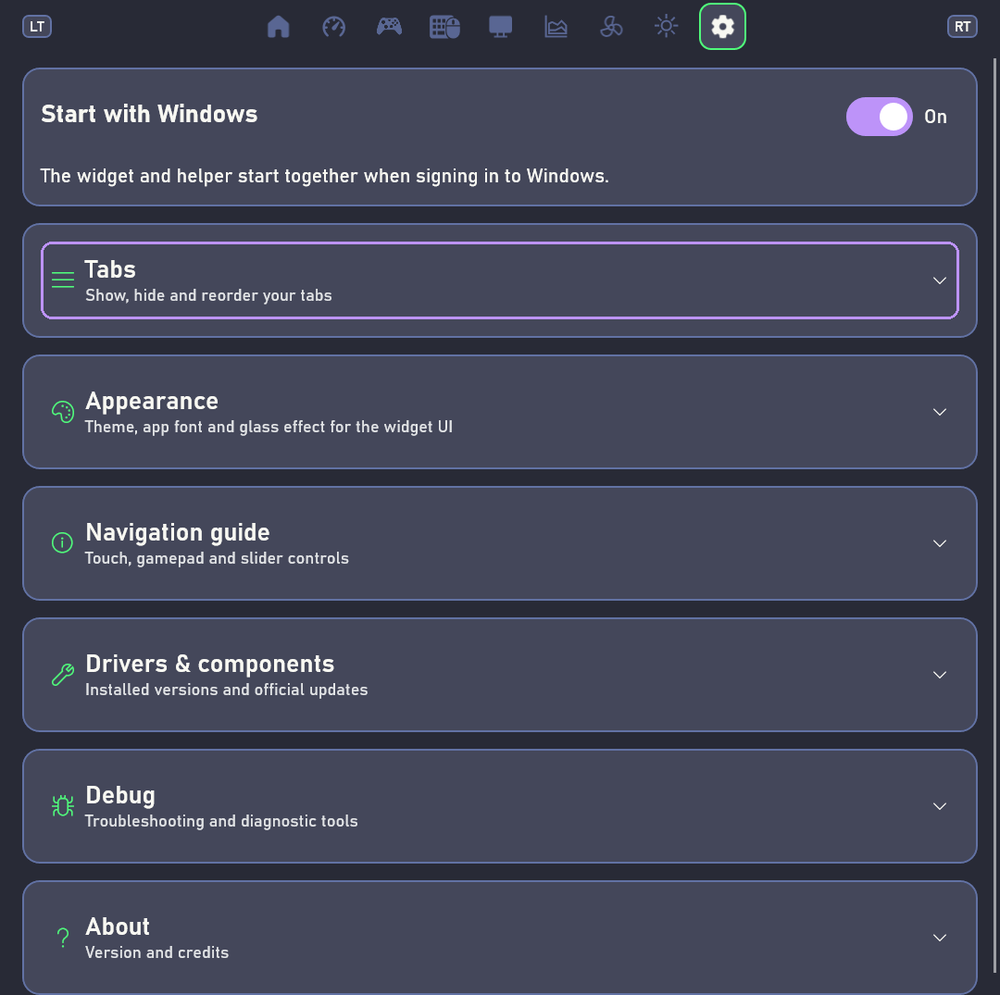 LT
RT
Start with Windows
On
The widget and helper start together when signing in to Windows.
Tabs
Show, hide and reorder your tabs
Appearance
Theme, app font and glass effect for the widget UI
Navigation guide
Touch, gamepad and slider controls
Drivers & components
Installed versions and official updates
Debug
Troubleshooting and diagnostic tools
About
Version and credits